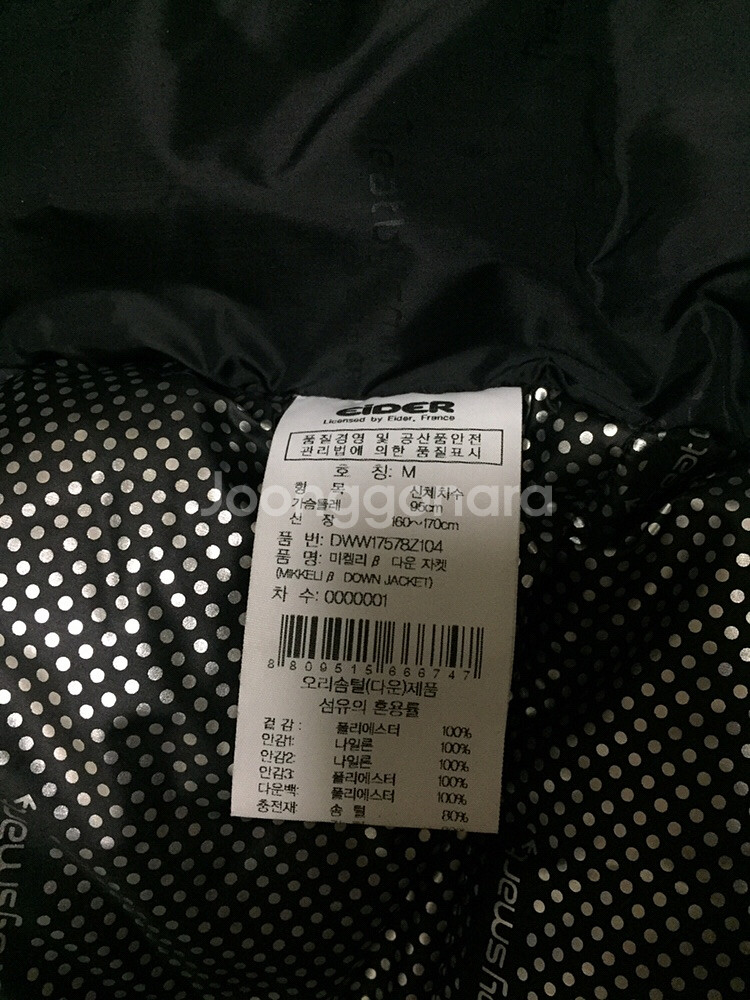 EIDER
Licensed by Eider, France
품질경영 및 공산품안전
관리법에 의한 품질표시
호 칭: M
항 목 신체치수
가슴둘레 95cm
신 장 160~170cm
품 번: DWW17578Z104
품 명: 미켈리 β 다운 자켓
(MIKKELI β DOWN JACKET)
차 수: 0000001
8 809515 666747
오리솜털(다운)제품
섬유의 혼용률
겉감: 폴리에스터 100%
안감1: 나일론 100%
안감2: 나일론 100%
안감3: 폴리에스터 100%
다운백: 폴리에스터 100%
충전재: 솜 털 80%
Joonggonara